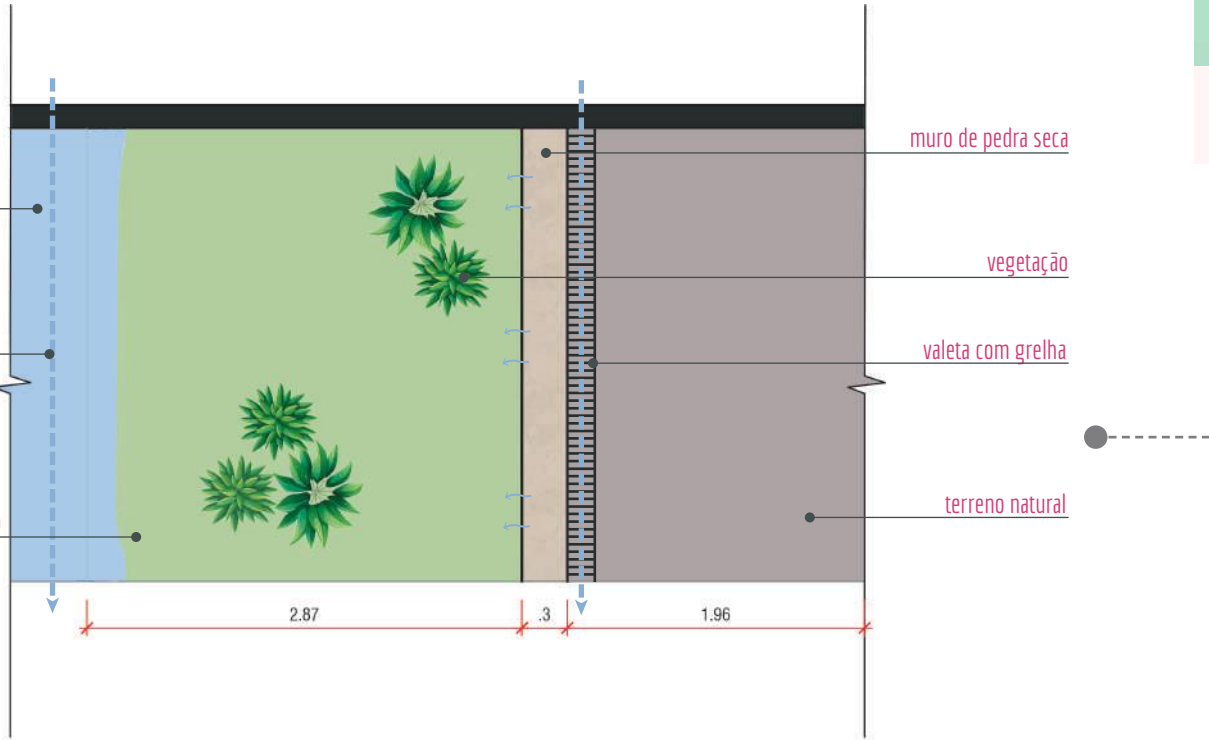 muro de pedra seca
vegetação
valeta com grelha
terreno natural
2.87 .3 1.96